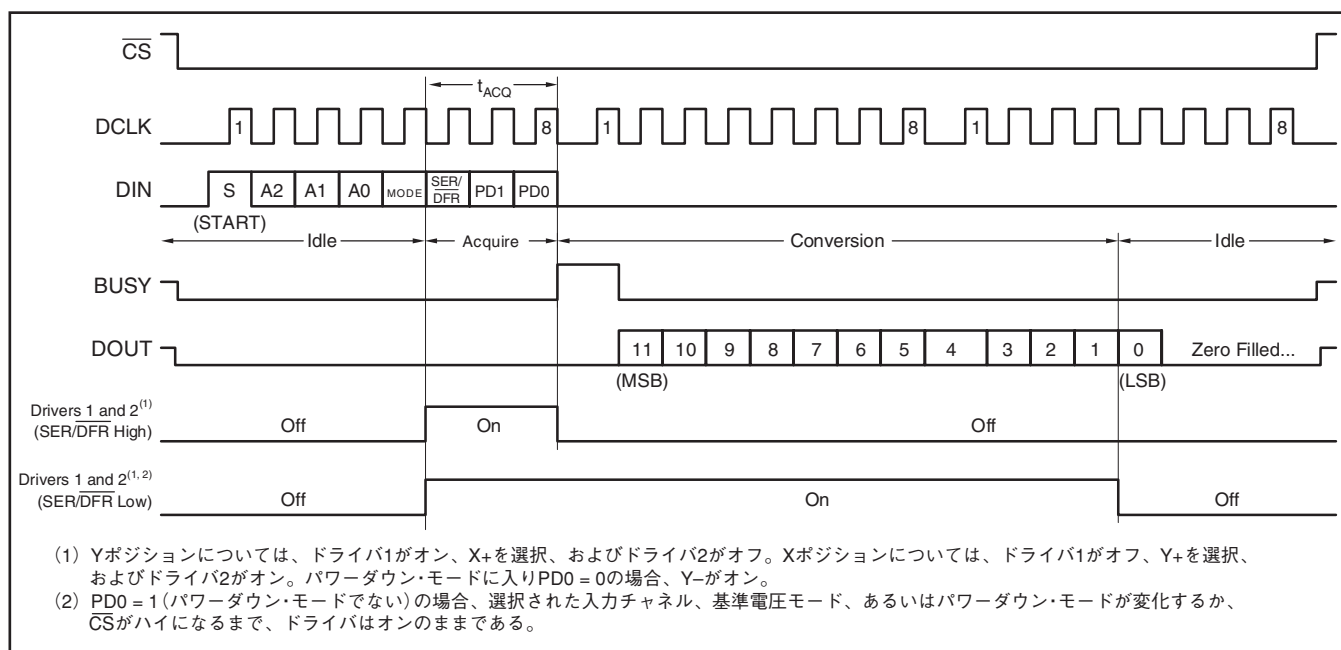 CS
tACQ
DCLK 1 8 1 8 1 8
DIN S A2 A1 A0 MODE SER/DFR PD1 PD0
(START)
Idle Acquire Conversion Idle
BUSY
DOUT 11 10 9 8 7 6 5 4 3 2 1 0 Zero Filled...
(MSB) (LSB)
Drivers 1 and 2(1)
(SER/DFR High)
Off On Off
Drivers 1 and 2(1, 2)
(SER/DFR Low)
Off On Off
(1) Yポジションについては、ドライバ1がオン、X+を選択、およびドライバ2がオフ。Xポジションについては、ドライバ1がオフ、Y+を選択、
およびドライバ2がオン。パワーダウン・モードに入りPD0 = 0の場合、Y–がオン。
(2) PD0 = 1(パワーダウン・モードでない)の場合、選択された入力チャネル、基準電圧モード、あるいはパワーダウン・モードが変化するか、
CSがハイになるまで、ドライバはオンのままである。